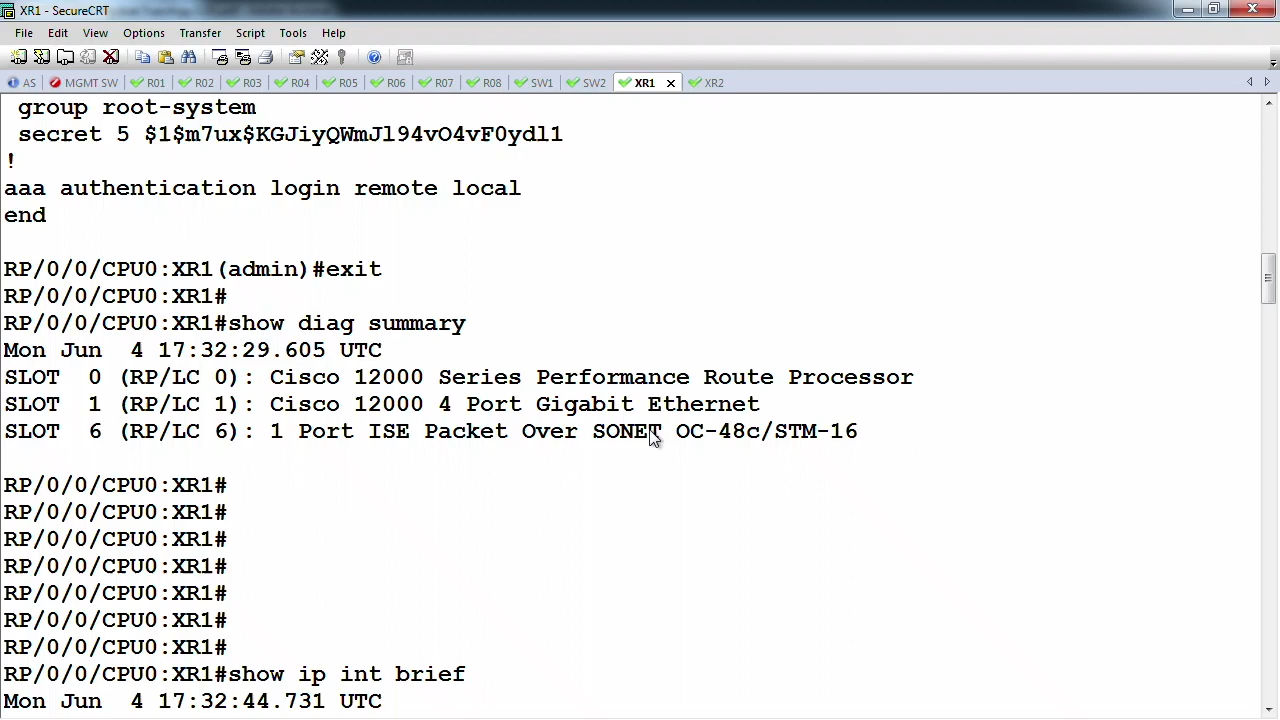 XR1 - SecureCRT
File Edit View Options Transfer Script Tools Help
AS MGMT SW R01 R02 R03 R04 R05 R06 R07 R08 SW1 SW2 XR1 XR2
group root-system
secret 5 $1$m7ux$KGJiyQWmJl94vO4vF0ydl1
!
aaa authentication login remote local
end
RP/0/0/CPU0:XR1(admin)#exit
RP/0/0/CPU0:XR1#
RP/0/0/CPU0:XR1#show diag summary
Mon Jun 4 17:32:29.605 UTC
SLOT 0 (RP/LC 0): Cisco 12000 Series Performance Route Processor
SLOT 1 (RP/LC 1): Cisco 12000 4 Port Gigabit Ethernet
SLOT 6 (RP/LC 6): 1 Port ISE Packet Over SONET OC-48c/STM-16
RP/0/0/CPU0:XR1#
RP/0/0/CPU0:XR1#
RP/0/0/CPU0:XR1#
RP/0/0/CPU0:XR1#
RP/0/0/CPU0:XR1#
RP/0/0/CPU0:XR1#
RP/0/0/CPU0:XR1#
RP/0/0/CPU0:XR1#show ip int brief
Mon Jun 4 17:32:44.731 UTC